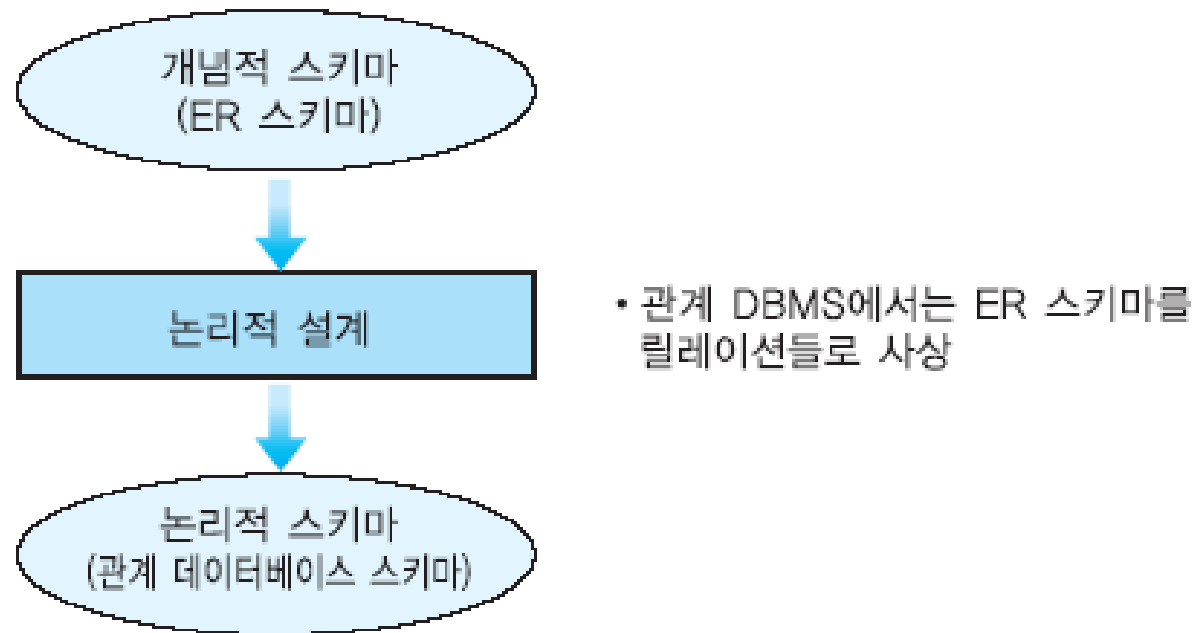 개념적 스키마
(ER 스키마)
논리적 설계
• 관계 DBMS에서는 ER 스키마를
릴레이션들로 사상
논리적 스키마
(관계 데이터베이스 스키마)